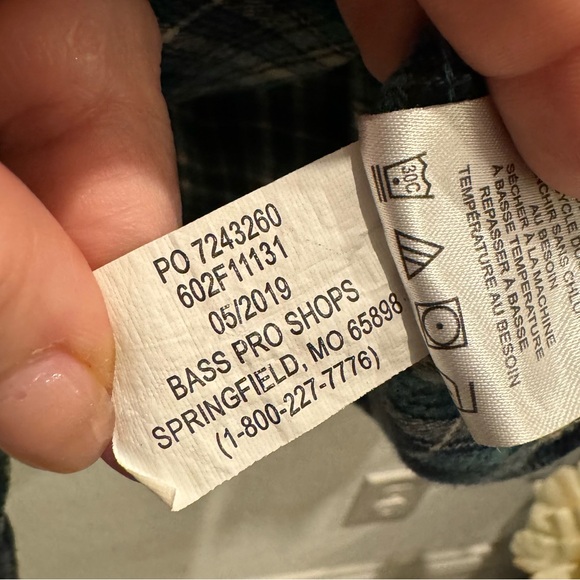 PO 7243260
602F11131
05/2019
BASS PRO SHOPS
SPRINGFIELD, MO 65898
(1-800-227-7776)
30C
AU BESOIN
SÉCHER À LA MACHINE
À BASSE TEMPÉRATURE
REPASSER À BASSE
TEMPÉRATURE AU BESOIN